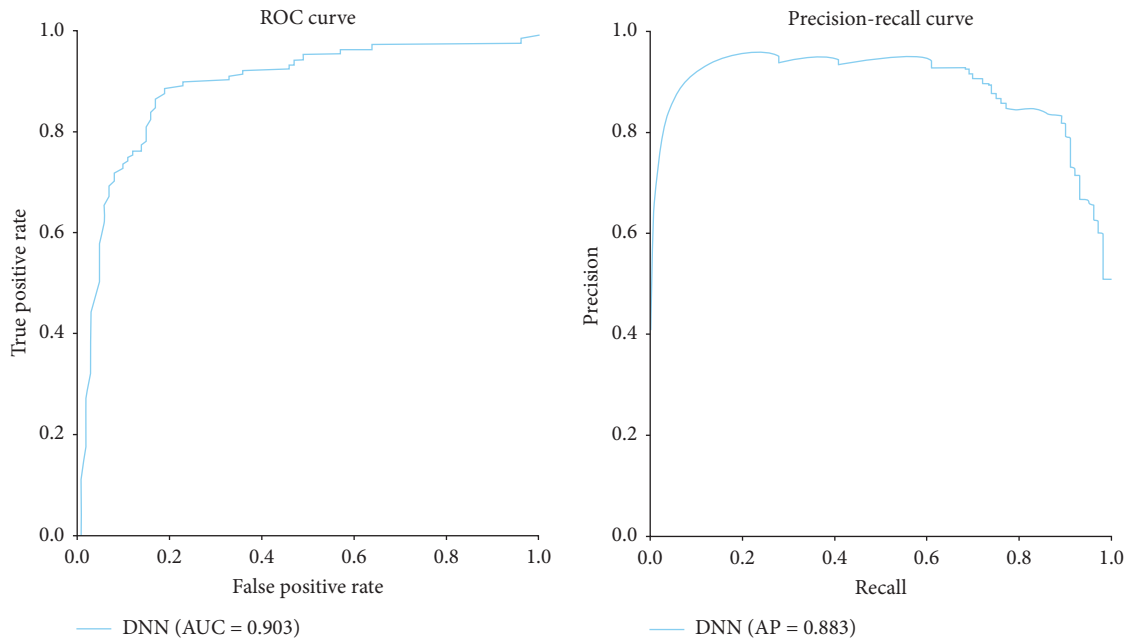 ROC curve
1.0
0.8
0.6
0.4
0.2
0.0
True positive rate
0.0 0.2 0.4 0.6 0.8 1.0
False positive rate
DNN (AUC = 0.903)
Precision-recall curve
1.0
0.8
0.6
0.4
0.2
0.0
Precision
0.0 0.2 0.4 0.6 0.8 1.0
Recall
DNN (AP = 0.883)